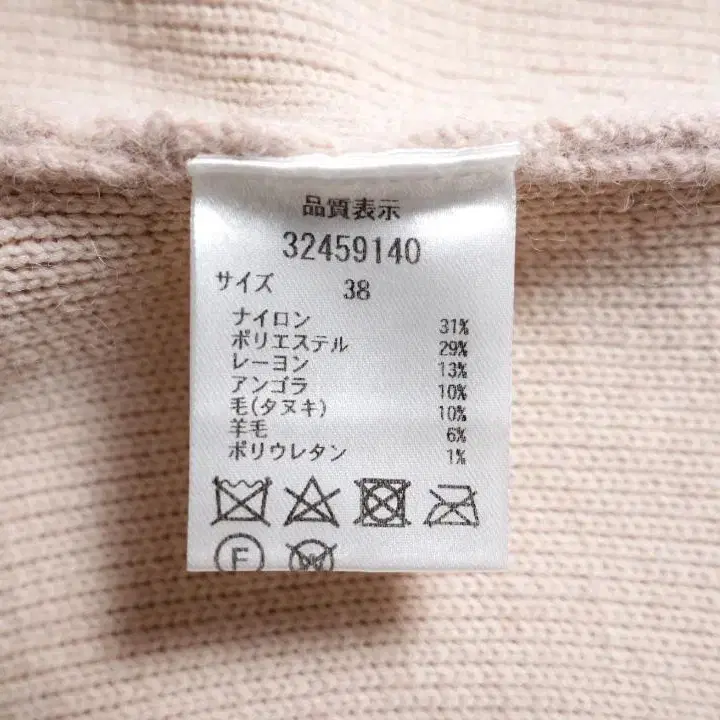 品質表示
32459140
サイズ 38
ナイロン 31%
ポリエステル 29%
レーヨン 13%
アンゴラ 10%
毛(タヌキ) 10%
羊毛 6%
ポリウレタン 1%
F W